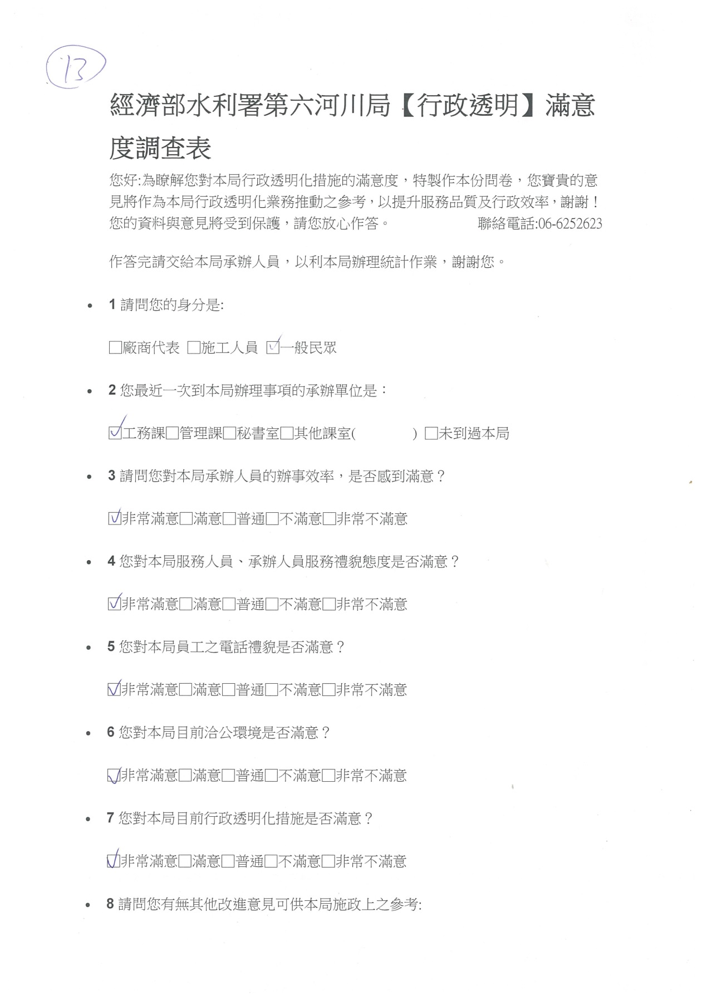 13
經濟部水利署第六河川局【行政透明】滿意
度調查表
您好:為瞭解您對本局行政透明化措施的滿意度，特製作本份問卷，您寶貴的意
見將作為本局行政透明化業務推動之參考，以提升服務品質及行政效率，謝謝！
您的資料與意見將受到保護，請您放心作答。 聯絡電話:06-6252623
作答完請交給本局承辦人員，以利本局辦理統計作業，謝謝您。
• 1 請問您的身分是:
□廠商代表 □施工人員 ☑一般民眾
• 2 您最近一次到本局辦理事項的承辦單位是：
☑工務課□管理課□秘書室□其他課室( ) □未到過本局
• 3 請問您對本局承辦人員的辦事效率，是否感到滿意？
☑非常滿意□滿意□普通□不滿意□非常不滿意
• 4 您對本局服務人員、承辦人員服務禮貌態度是否滿意？
☑非常滿意□滿意□普通□不滿意□非常不滿意
• 5 您對本局員工之電話禮貌是否滿意？
☑非常滿意□滿意□普通□不滿意□非常不滿意
• 6 您對本局目前洽公環境是否滿意？
☑非常滿意□滿意□普通□不滿意□非常不滿意
• 7 您對本局目前行政透明化措施是否滿意？
☑非常滿意□滿意□普通□不滿意□非常不滿意
• 8 請問您有無其他改進意見可供本局施政上之參考: